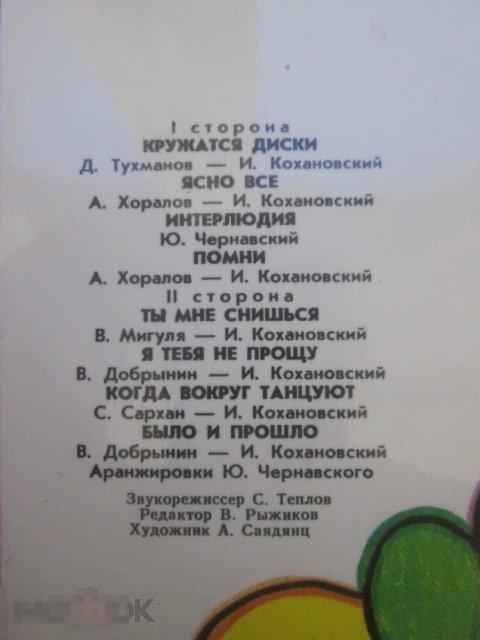 I сторона
КРУЖАТСЯ ДИСКИ
Д. Тухманов — И. Кохановский
ЯСНО ВСЕ
А. Хоралов — И. Кохановский
ИНТЕРЛЮДИЯ
Ю. Чернавский
ПОМНИ
А. Хоралов — И. Кохановский
II сторона
ТЫ МНЕ СНИШЬСЯ
В. Мигуля — И. Кохановский
Я ТЕБЯ НЕ ПРОЩУ
В. Добрынин — И. Кохановский
КОГДА ВОКРУГ ТАНЦУЮТ
С. Сархан — И. Кохановский
БЫЛО И ПРОШЛО
В. Добрынин — И. Кохановский
Аранжировки Ю. Чернавского
Звукорежиссер С. Теплов
Редактор В. Рыжиков
Художник А. Саядянц